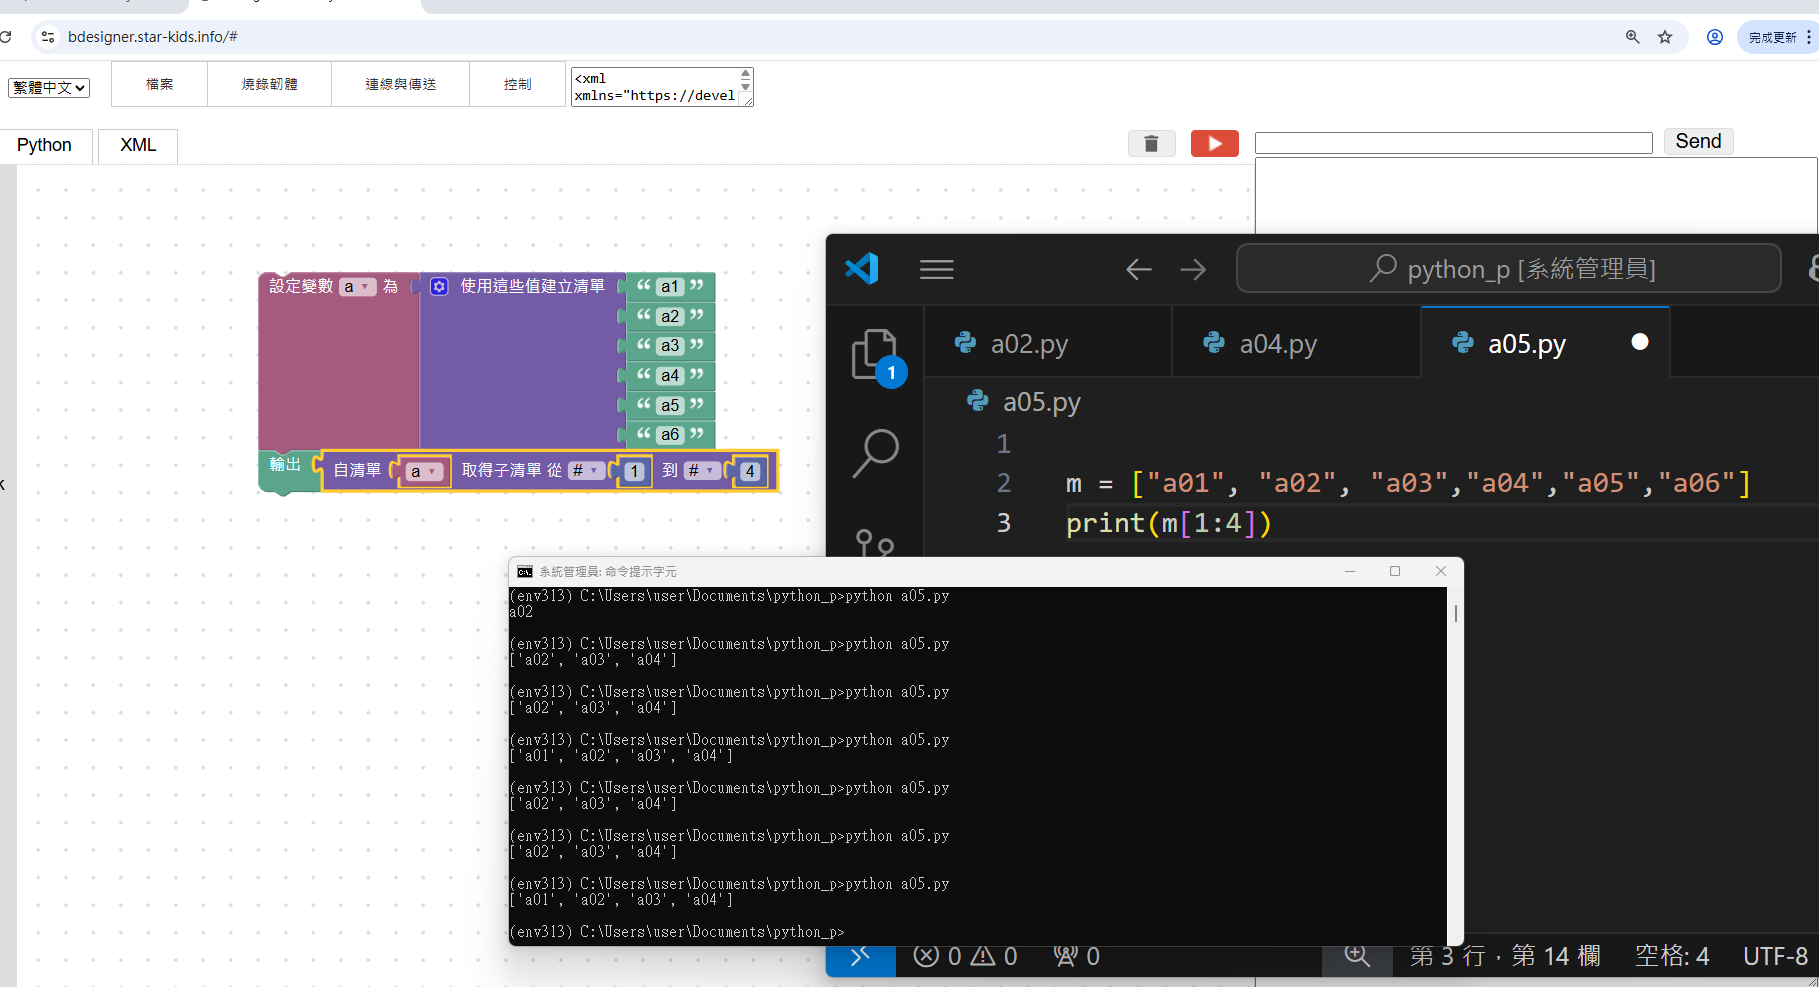 bdesigner.star-kids.info/#
完成更新
繁體中文
檔案
燒錄韌體
連線與傳送
控制
<xml
xmlns="https://devel
Python
XML
Send
設定變數 a 為 使用這些值建立清單 “ a1 ”
“ a2 ”
“ a3 ”
“ a4 ”
“ a5 ”
“ a6 ”
輸出 自清單 a 取得子清單 從 # 1 到 # 4
k
python_p [系統管理員]
1
a02.py
a04.py
a05.py
a05.py
1
2 m = ["a01", "a02", "a03","a04","a05","a06"]
3 print(m[1:4])
系統管理員: 命令提示字元
(env313) C:\Users\user\Documents\python_p>python a05.py
a02
(env313) C:\Users\user\Documents\python_p>python a05.py
['a02', 'a03', 'a04']
(env313) C:\Users\user\Documents\python_p>python a05.py
['a02', 'a03', 'a04']
(env313) C:\Users\user\Documents\python_p>python a05.py
['a01', 'a02', 'a03', 'a04']
(env313) C:\Users\user\Documents\python_p>python a05.py
['a02', 'a03', 'a04']
(env313) C:\Users\user\Documents\python_p>python a05.py
['a02', 'a03', 'a04']
(env313) C:\Users\user\Documents\python_p>python a05.py
['a01', 'a02', 'a03', 'a04']
(env313) C:\Users\user\Documents\python_p>
0 0 0 第 3 行，第 14 欄 空格: 4 UTF-8